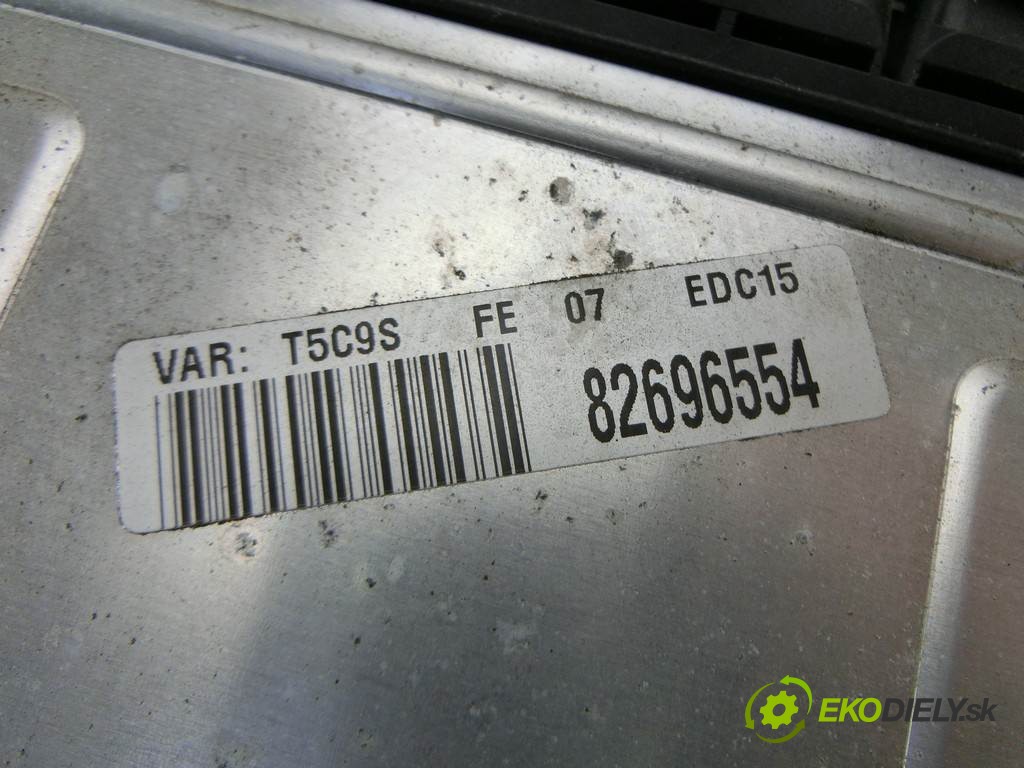 VAR: T5C9S FE 07 EDC15
82696554
EKODIELY.sk